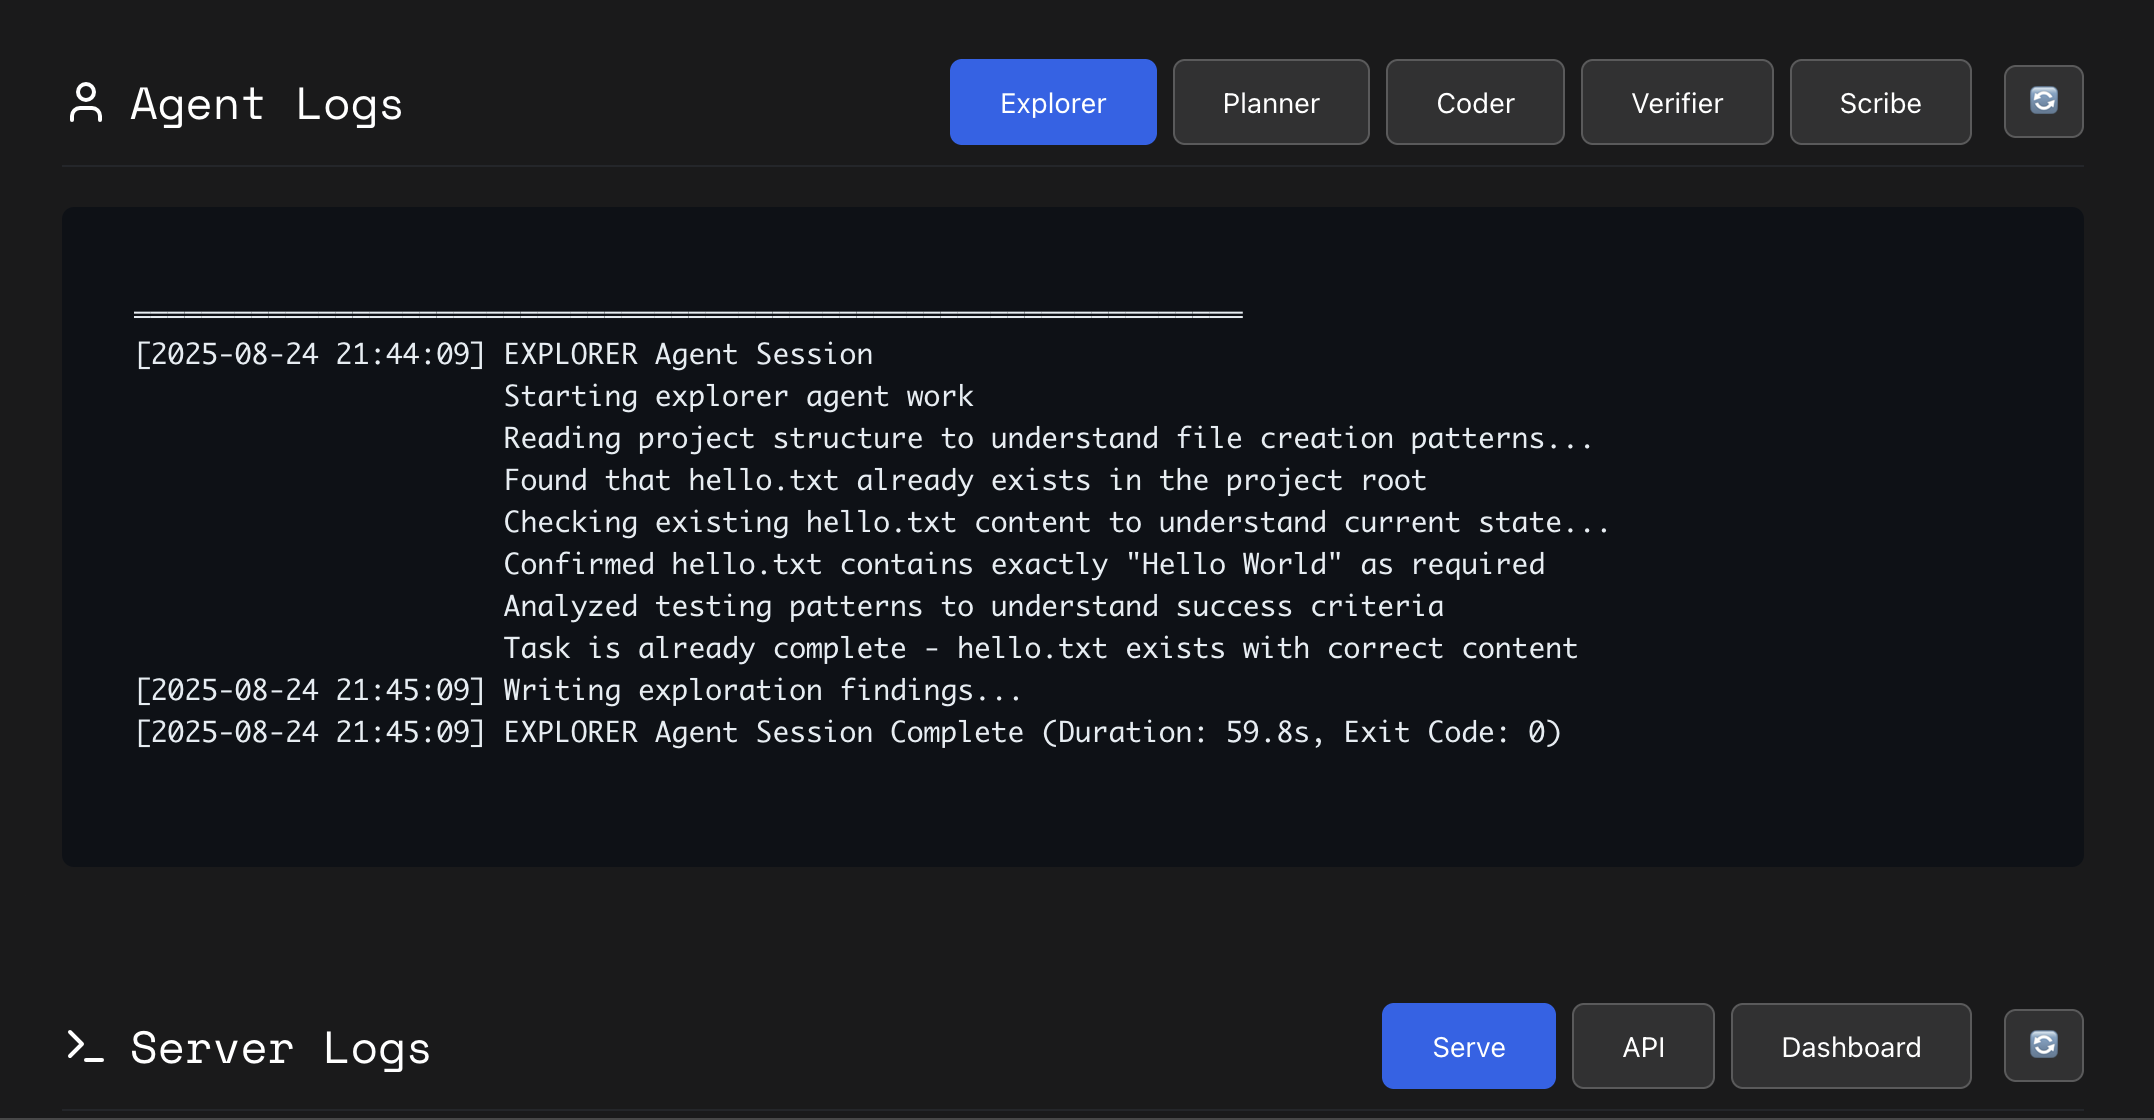 Agent Logs
Explorer
Planner
Coder
Verifier
Scribe
══════════════════════════════════════════════════════════════════
[2025-08-24 21:44:09] EXPLORER Agent Session
Starting explorer agent work
Reading project structure to understand file creation patterns...
Found that hello.txt already exists in the project root
Checking existing hello.txt content to understand current state...
Confirmed hello.txt contains exactly "Hello World" as required
Analyzed testing patterns to understand success criteria
Task is already complete - hello.txt exists with correct content
[2025-08-24 21:45:09] Writing exploration findings...
[2025-08-24 21:45:09] EXPLORER Agent Session Complete (Duration: 59.8s, Exit Code: 0)
Server Logs
Serve
API
Dashboard